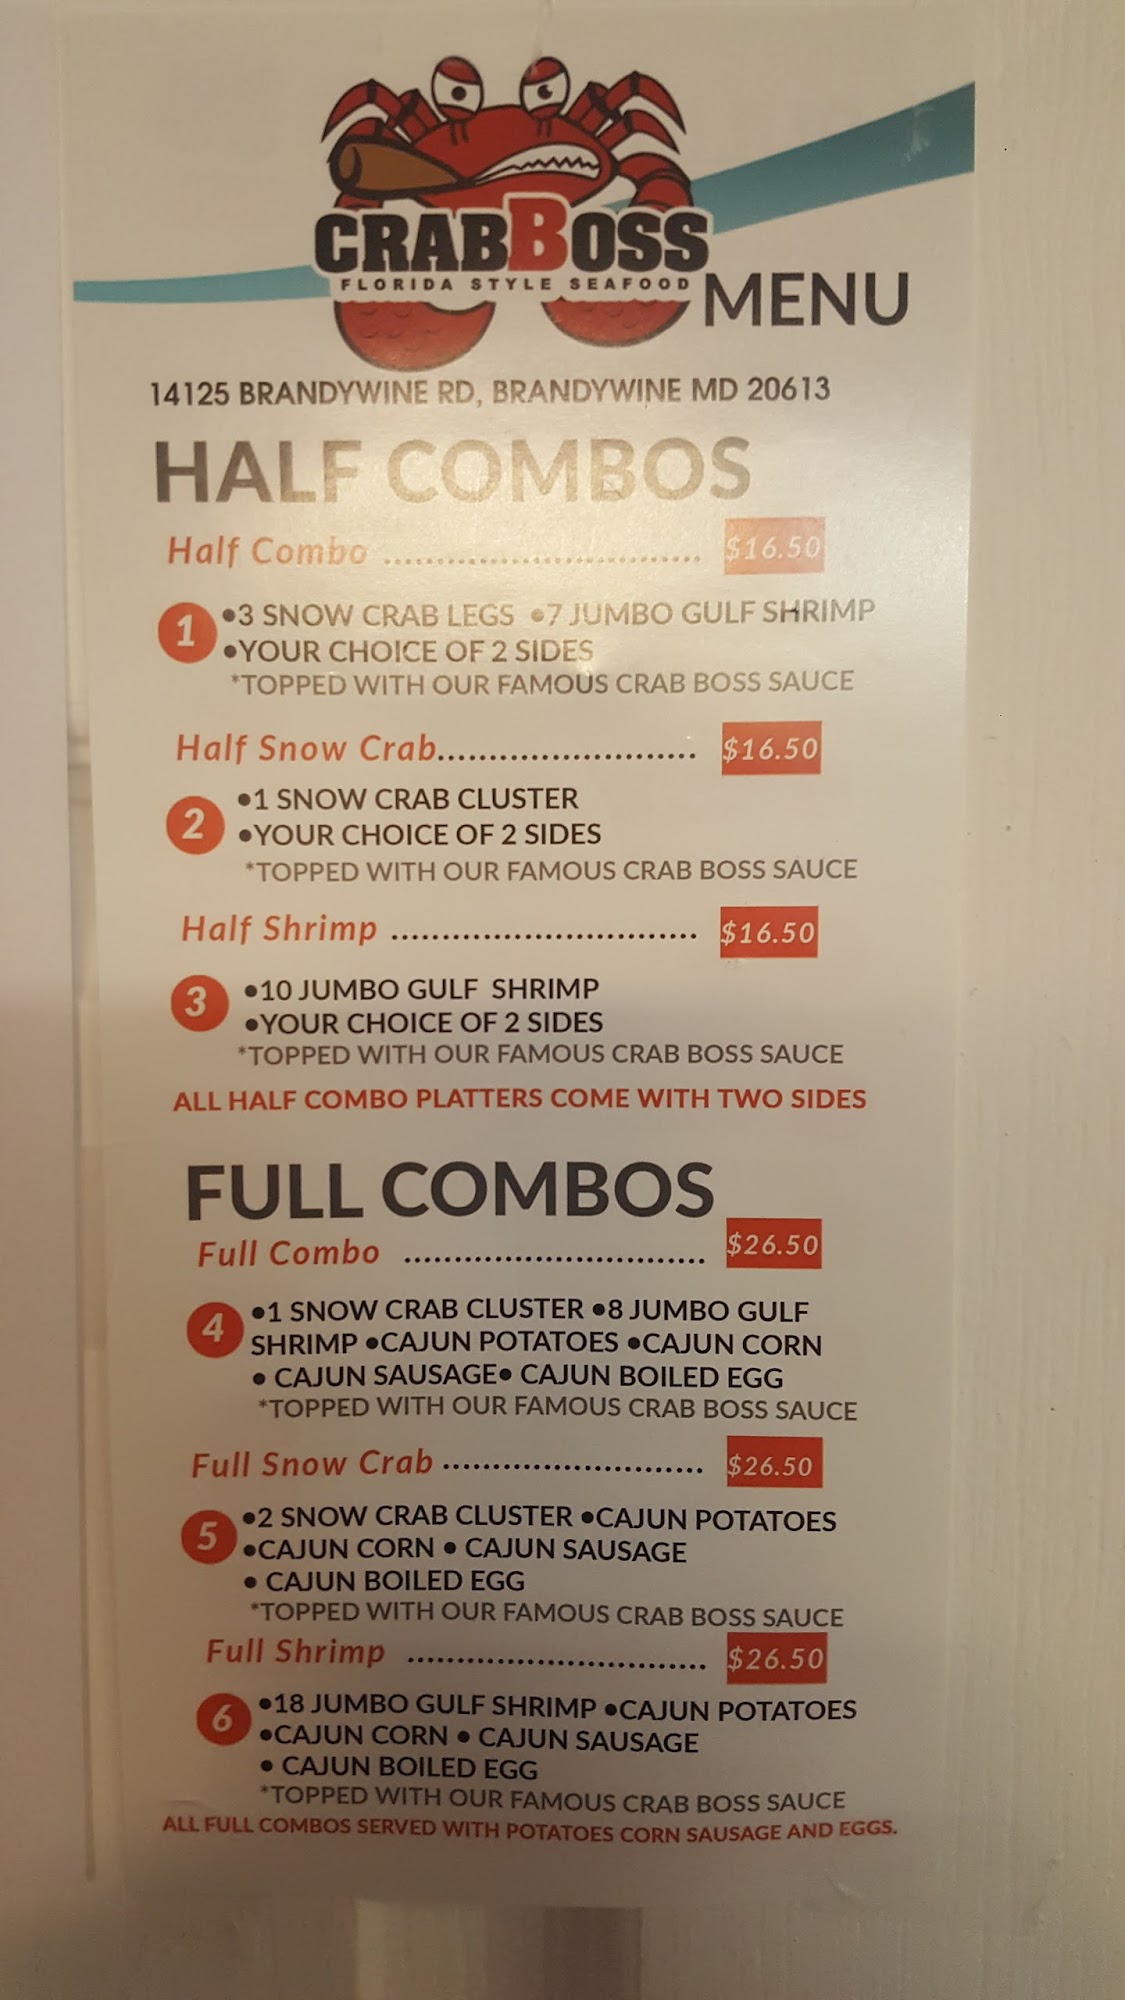 CRABBOSS
FLORIDA STYLE SEAFOOD
MENU
14125 BRANDYWINE RD, BRANDYWINE MD 20613
HALF COMBOS
Half Combo .............................. $16.50
1 •3 SNOW CRAB LEGS •7 JUMBO GULF SHRIMP
•YOUR CHOICE OF 2 SIDES
*TOPPED WITH OUR FAMOUS CRAB BOSS SAUCE
Half Snow Crab......................... $16.50
2 •1 SNOW CRAB CLUSTER
•YOUR CHOICE OF 2 SIDES
*TOPPED WITH OUR FAMOUS CRAB BOSS SAUCE
Half Shrimp .............................. $16.50
3 •10 JUMBO GULF SHRIMP
•YOUR CHOICE OF 2 SIDES
*TOPPED WITH OUR FAMOUS CRAB BOSS SAUCE
ALL HALF COMBO PLATTERS COME WITH TWO SIDES
FULL COMBOS
Full Combo .............................. $26.50
4 •1 SNOW CRAB CLUSTER •8 JUMBO GULF
SHRIMP •CAJUN POTATOES •CAJUN CORN
• CAJUN SAUSAGE• CAJUN BOILED EGG
*TOPPED WITH OUR FAMOUS CRAB BOSS SAUCE
Full Snow Crab .......................... $26.50
5 •2 SNOW CRAB CLUSTER •CAJUN POTATOES
•CAJUN CORN • CAJUN SAUSAGE
• CAJUN BOILED EGG
*TOPPED WITH OUR FAMOUS CRAB BOSS SAUCE
Full Shrimp .............................. $26.50
6 •18 JUMBO GULF SHRIMP •CAJUN POTATOES
•CAJUN CORN • CAJUN SAUSAGE
• CAJUN BOILED EGG
*TOPPED WITH OUR FAMOUS CRAB BOSS SAUCE
ALL FULL COMBOS SERVED WITH POTATOES CORN SAUSAGE AND EGGS.